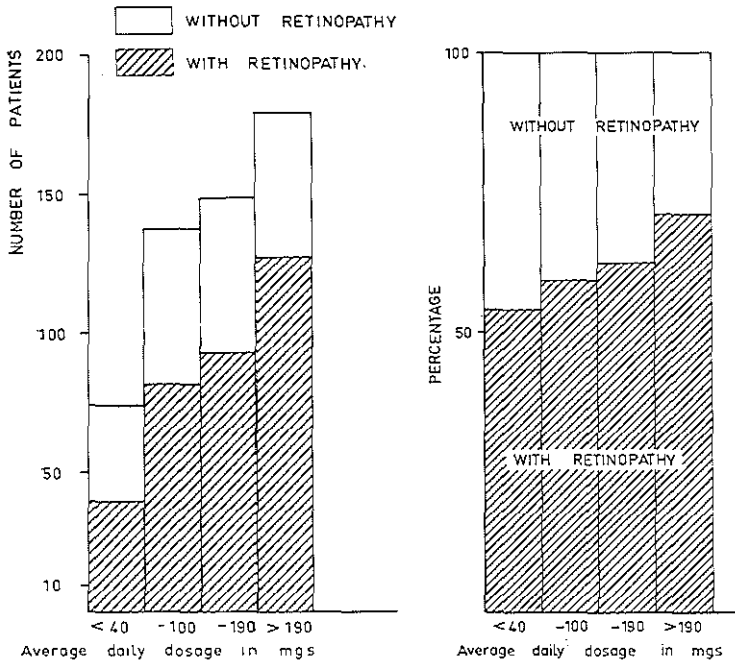 WITHOUT RETINOPATHY
WITH RETINOPATHY
NUMBER OF PATIENTS
200
150
100
50
10
<40 -100 -190 >190
Average daily dosage in mgs
PERCENTAGE
100
50
WITHOUT RETINOPATHY
WITH RETINOPATHY
<40 -100 -190 >190
Average daily dosage in mgs